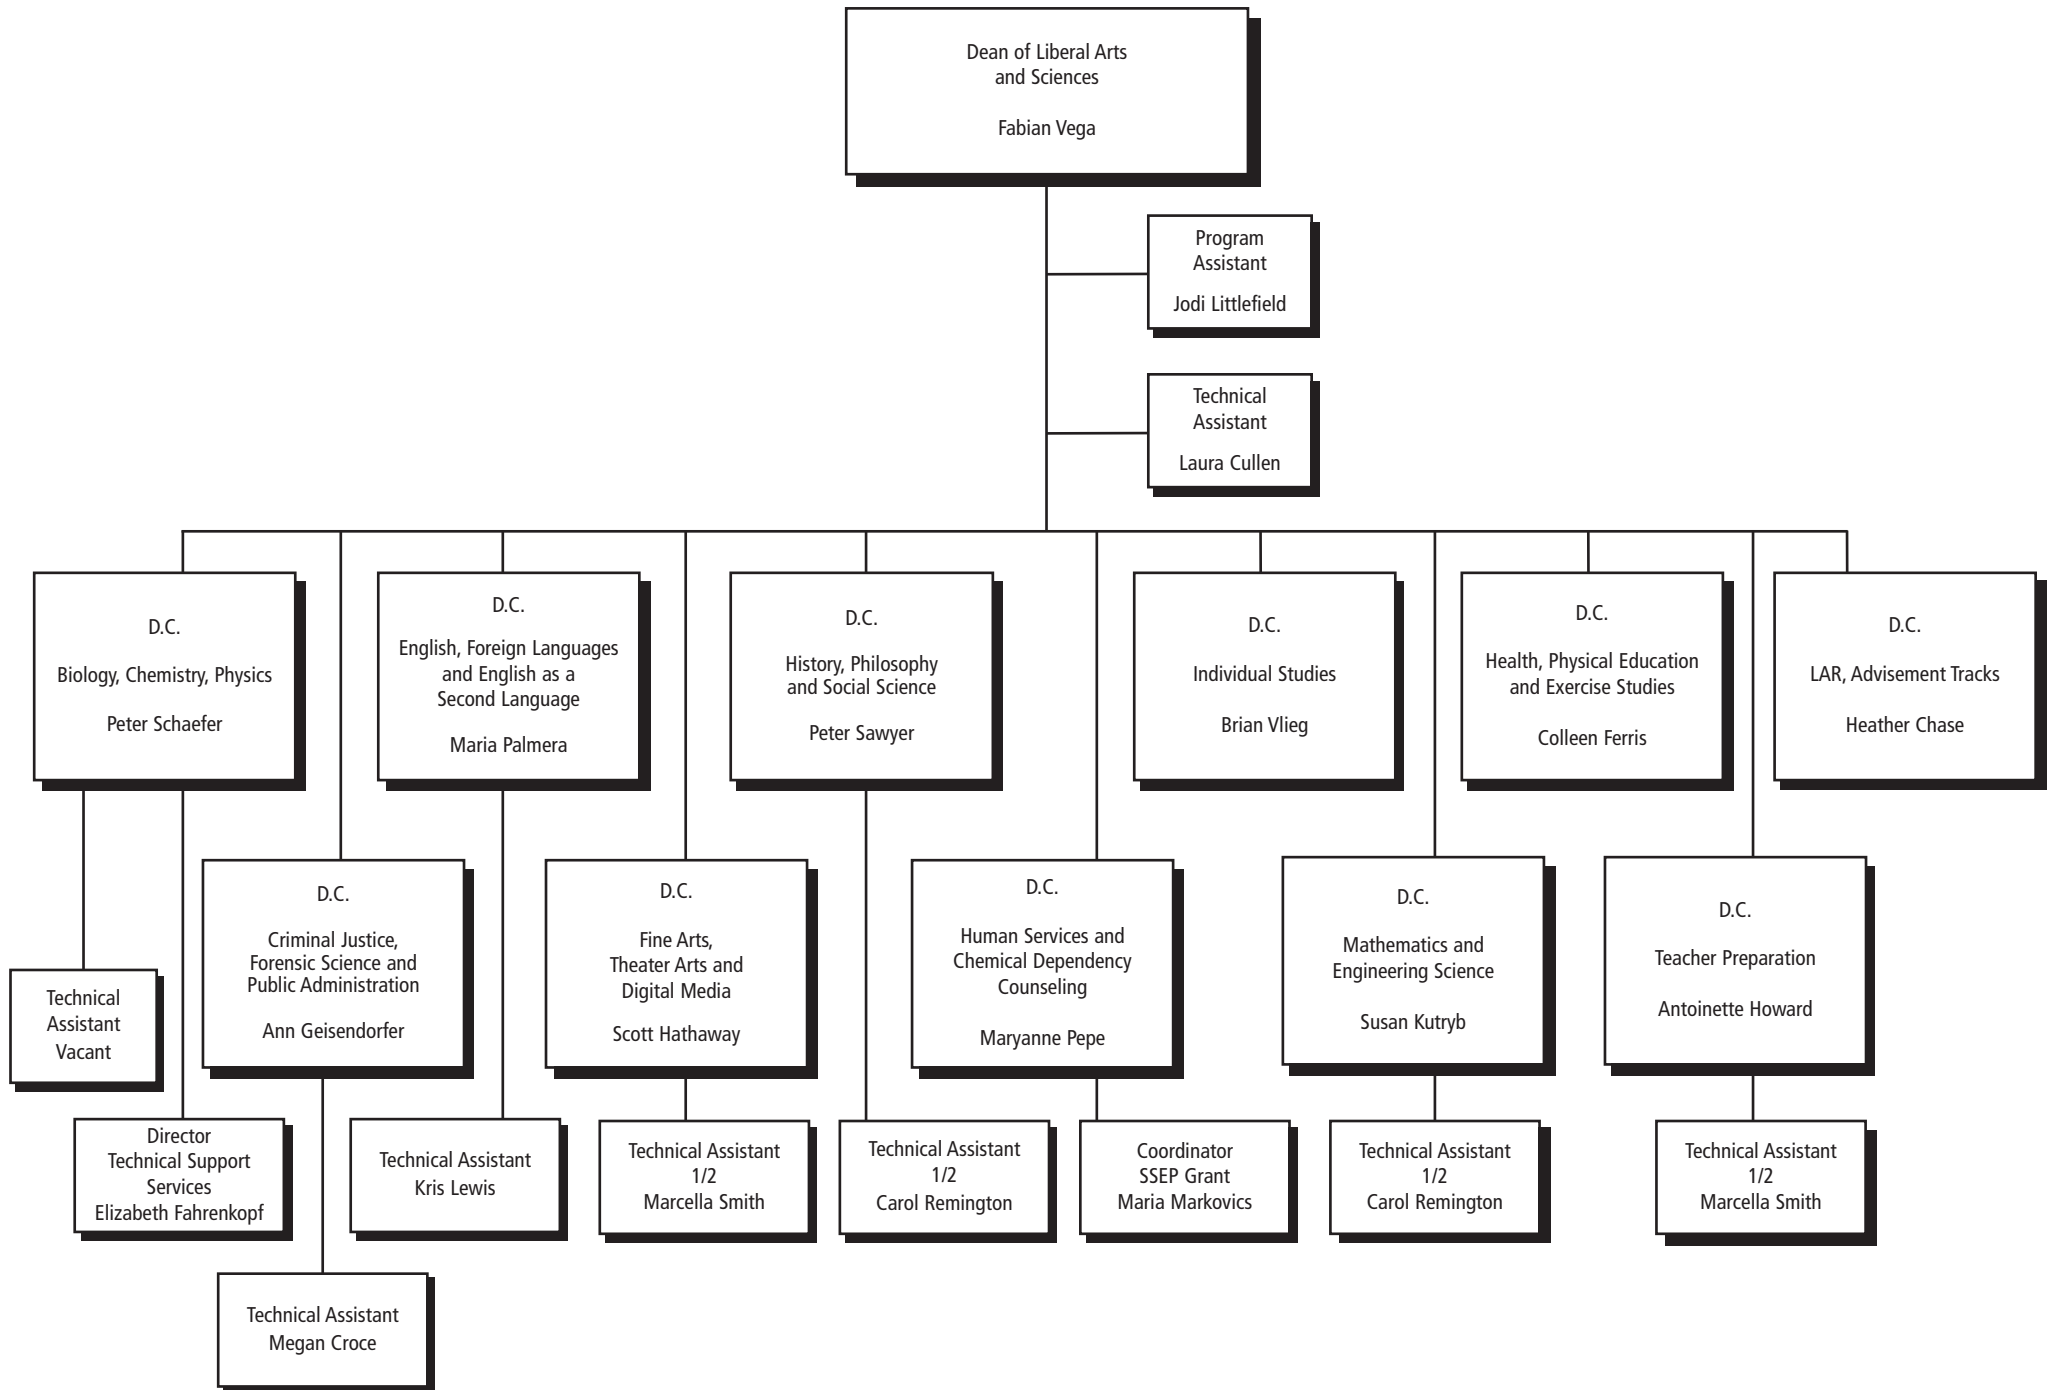 Dean of Liberal Arts
and Sciences
Fabian Vega
Program
Assistant
Jodi Littlefield
Technical
Assistant
Laura Cullen
D.C.
Biology, Chemistry, Physics
Peter Schaefer
D.C.
English, Foreign Languages
and English as a
Second Language
Maria Palmera
D.C.
History, Philosophy
and Social Science
Peter Sawyer
D.C.
Individual Studies
Brian Vlieg
D.C.
Health, Physical Education
and Exercise Studies
Colleen Ferris
D.C.
LAR, Advisement Tracks
Heather Chase
D.C.
Criminal Justice,
Forensic Science and
Public Administration
Ann Geisendorfer
D.C.
Fine Arts,
Theater Arts and
Digital Media
Scott Hathaway
D.C.
Human Services and
Chemical Dependency
Counseling
Maryanne Pepe
D.C.
Mathematics and
Engineering Science
Susan Kutryb
D.C.
Teacher Preparation
Antoinette Howard
Technical
Assistant
Vacant
Director
Technical Support
Services
Elizabeth Fahrenkopf
Technical Assistant
Kris Lewis
Technical Assistant
1/2
Marcella Smith
Technical Assistant
1/2
Carol Remington
Coordinator
SSEP Grant
Maria Markovics
Technical Assistant
1/2
Carol Remington
Technical Assistant
1/2
Marcella Smith
Technical Assistant
Megan Croce